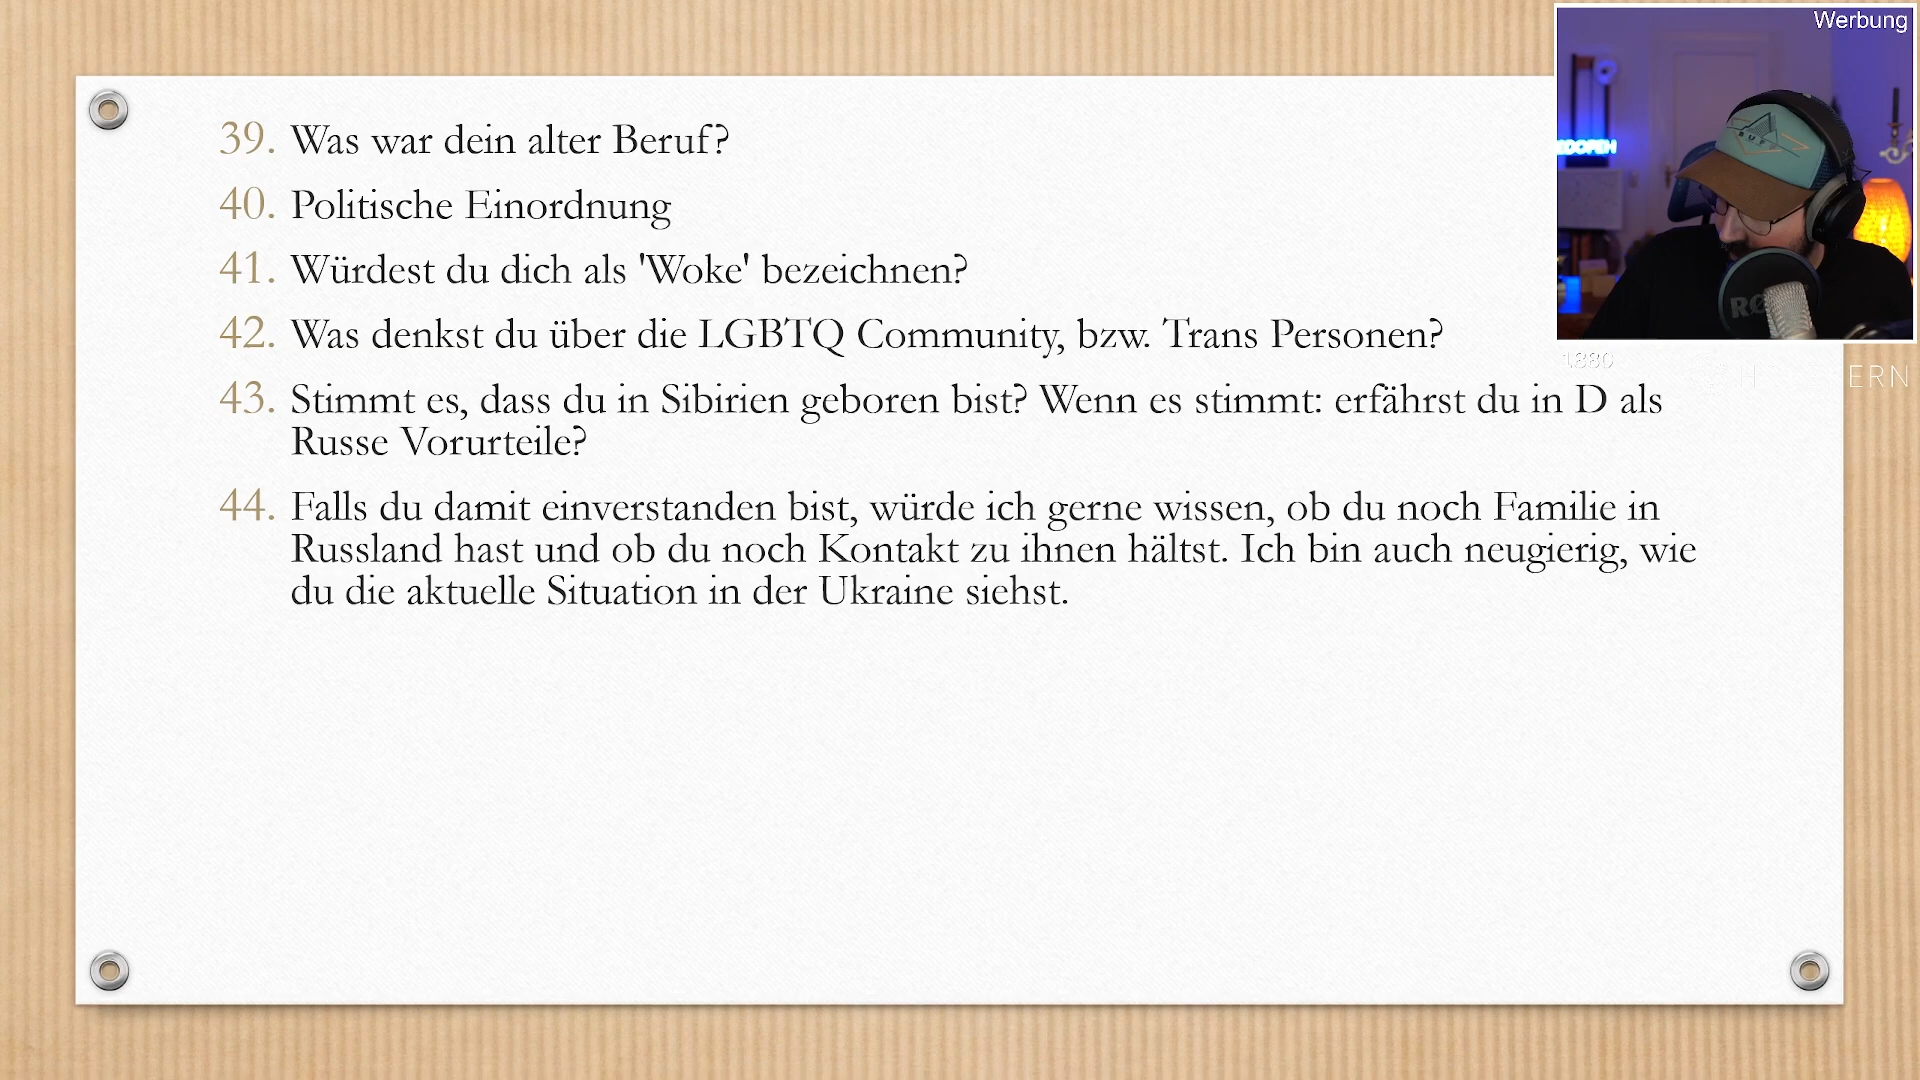 Werbung
39. Was war dein alter Beruf?
40. Politische Einordnung
41. Würdest du dich als 'Woke' bezeichnen?
42. Was denkst du über die LGBTQ Community, bzw. Trans Personen?
1880
ERN
43. Stimmt es, dass du in Sibirien geboren bist? Wenn es stimmt: erfährst du in D als
Russe Vorurteile?
44. Falls du damit einverstanden bist, würde ich gerne wissen, ob du noch Familie in
Russland hast und ob du noch Kontakt zu ihnen hältst. Ich bin auch neugierig, wie
du die aktuelle Situation in der Ukraine siehst.